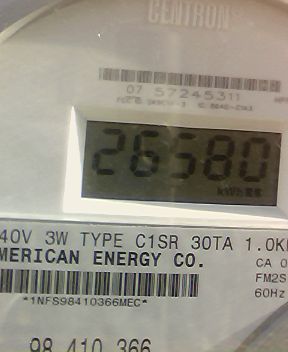 CENTRON
07 57245311
26580
kWh
40V 3W TYPE C1SR 30TA 1.0K
MERICAN ENERGY CO.
CA 0
FM2S
60Hz
*1NFS98410366MEC*
98 410 366